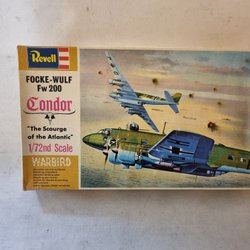 Revell
FOCKE-WULF
Fw 200
Condor
"The Scourge
of the Atlantic"
1/72nd Scale
WARBIRD